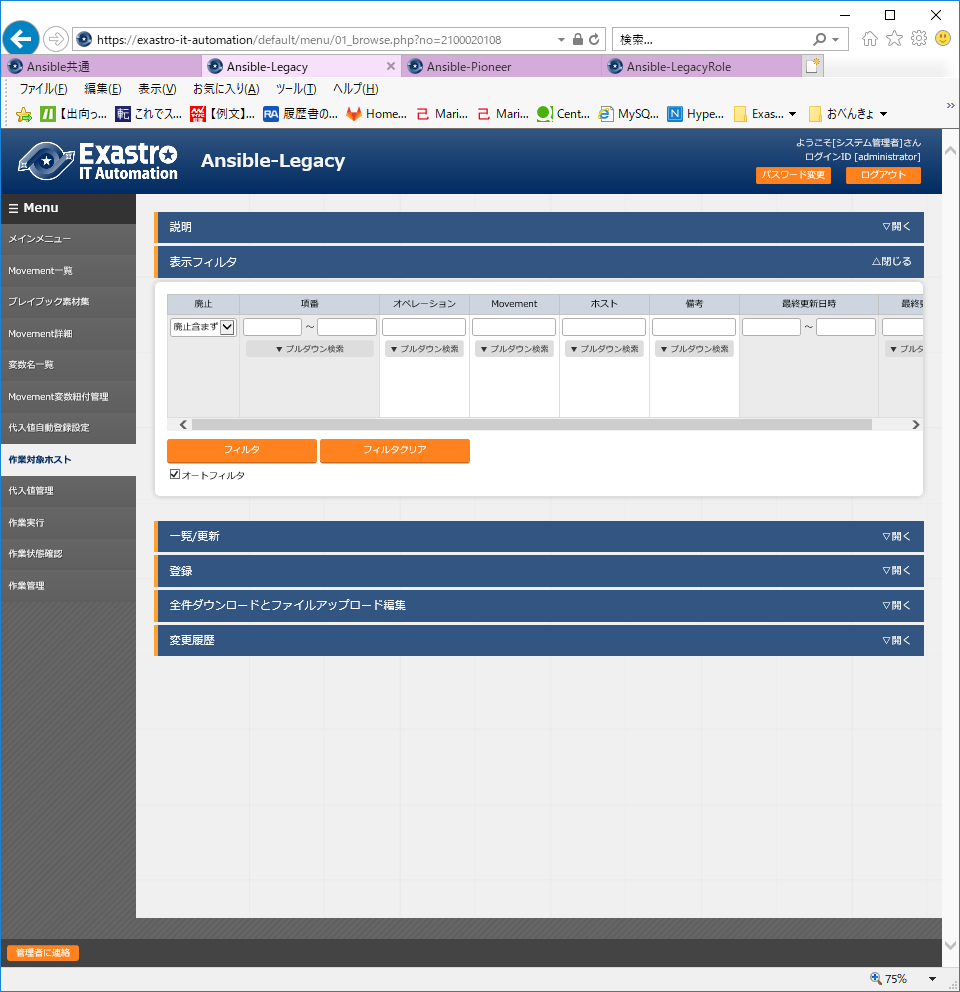 https://exastro-it-automation/default/menu/01_browse.php?no=2100020108
検索...
Ansible共通
Ansible-Legacy
Ansible-Pioneer
Ansible-LegacyRole
ファイル(F) 編集(E) 表示(V) お気に入り(A) ツール(T) ヘルプ(H)
【出向っ... 転 これでス... 【例文】... RA 履歴書の... Home... Mari... Mari... Cent... MySQ... N Hype... Exas... おべんきょ
Exastro
IT Automation
Ansible-Legacy
ようこそ[システム管理者]さん
ログインID [administrator]
パスワード変更 ログアウト
☰ Menu
メインメニュー
Movement一覧
プレイブック素材集
Movement詳細
変数名一覧
Movement変数紐付管理
代入値自動登録設定
作業対象ホスト
代入値管理
作業実行
作業状態確認
作業管理
説明 ▽開く
表示フィルタ △閉じる
廃止 項番 オペレーション Movement ホスト 備考 最終更新日時 最終更
廃止含まず ～ ～
▼プルダウン検索 ▼プルダウン検索 ▼プルダウン検索 ▼プルダウン検索 ▼プルダウン検索 ▼プルダ
フィルタ フィルタクリア
オートフィルタ
一覧/更新 ▽開く
登録 ▽開く
全件ダウンロードとファイルアップロード編集 ▽開く
変更履歴 ▽開く
管理者に連絡
75%